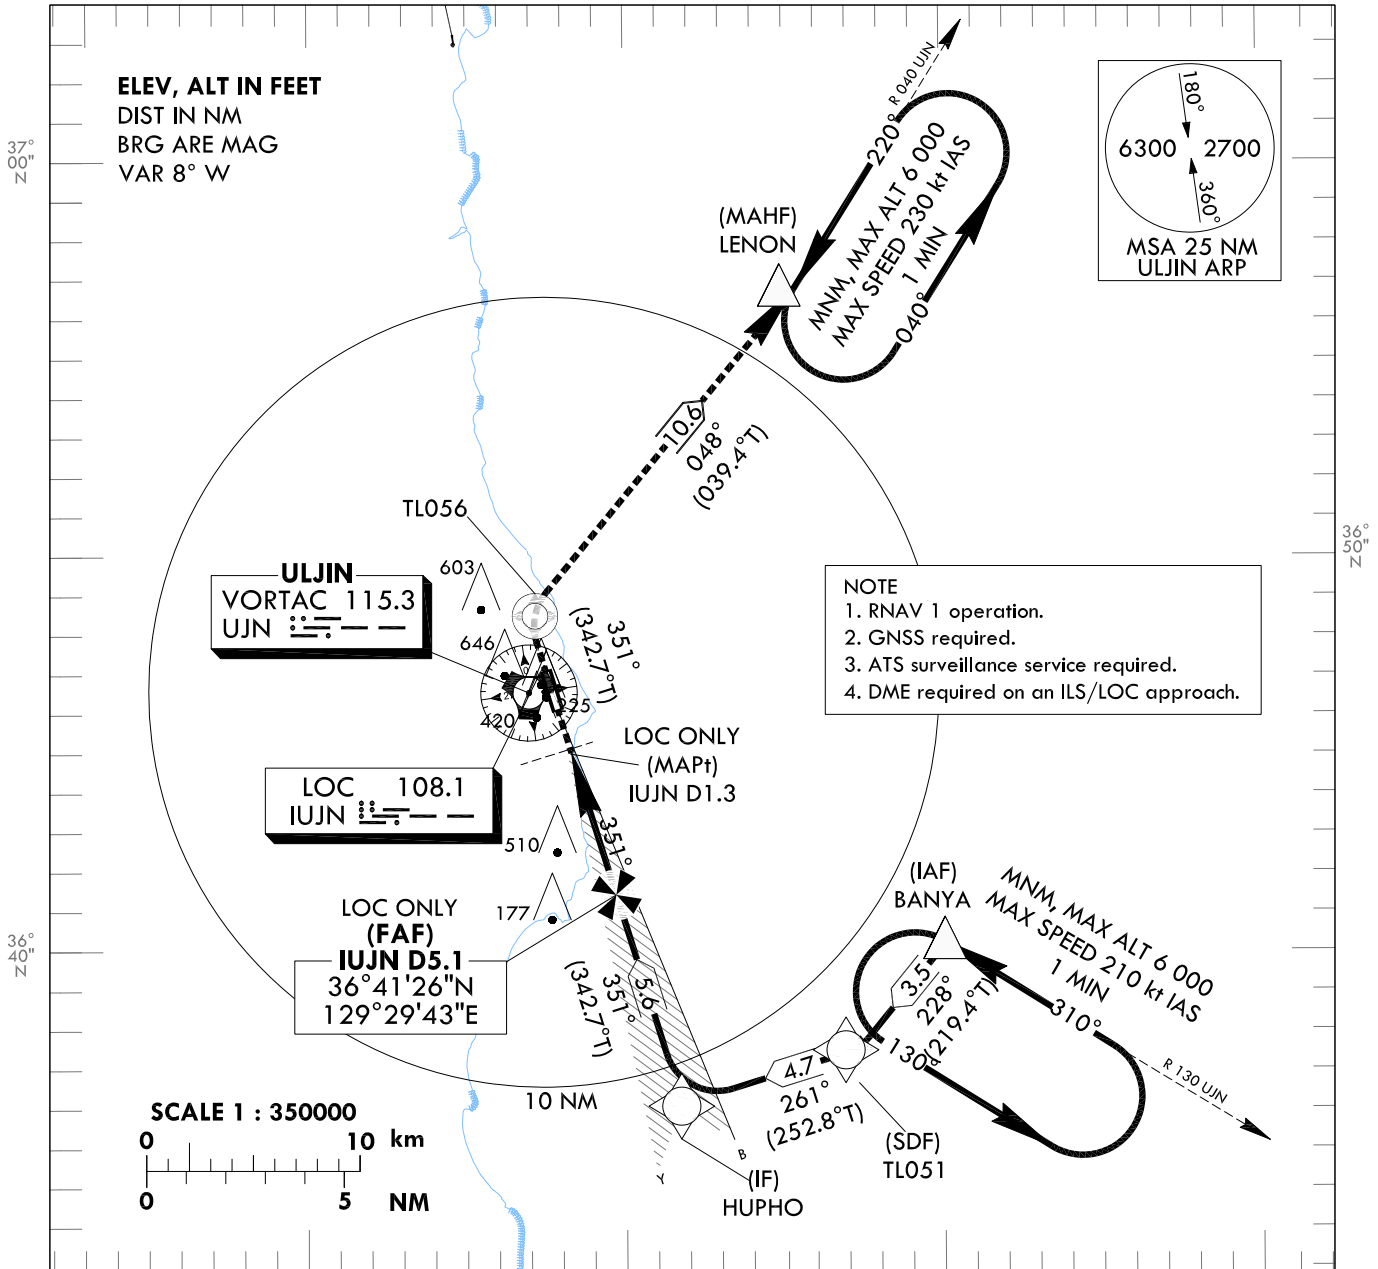 ELEV, ALT IN FEET
DIST IN NM
BRG ARE MAG
VAR 8° W
37°
00"
N
R 040 UJN
220°
MNM, MAX ALT 6 000
MAX SPEED 230 kt IAS
1 MIN
040°
(MAHF)
LENON
180°
6300
2700
360°
MSA 25 NM
ULJIN ARP
10.6
048°
(039.4°T)
TL056
36°
50"
N
603
ULJIN
VORTAC 115.3
UJN
646
351°
(342.7°T)
420
225
NOTE
1. RNAV 1 operation.
2. GNSS required.
3. ATS surveillance service required.
4. DME required on an ILS/LOC approach.
LOC ONLY
(MAPt)
IUJN D1.3
LOC 108.1
IUJN
510
351°
177
LOC ONLY
(FAF)
IUJN D5.1
36°41'26"N
129°29'43"E
36°
40"
N
(IAF)
BANYA
MNM, MAX ALT 6 000
MAX SPEED 210 kt IAS
1 MIN
310°
130°
R 130 UJN
3.5
228°
(219.4°T)
5.6
351°
(342.7°T)
4.7
261°
(252.8°T)
(SDF)
TL051
10 NM
B
Y
(IF)
HUPHO
SCALE 1 : 350000
0 10 km
0 5 NM